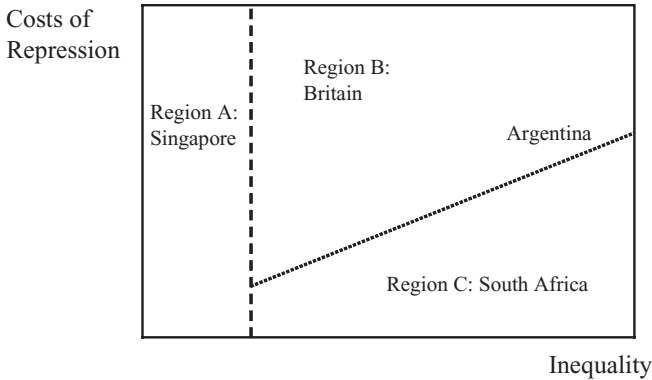 Costs of
Repression
Region B:
Britain
Region A:
Singapore
Argentina
Region C: South Africa
Inequality